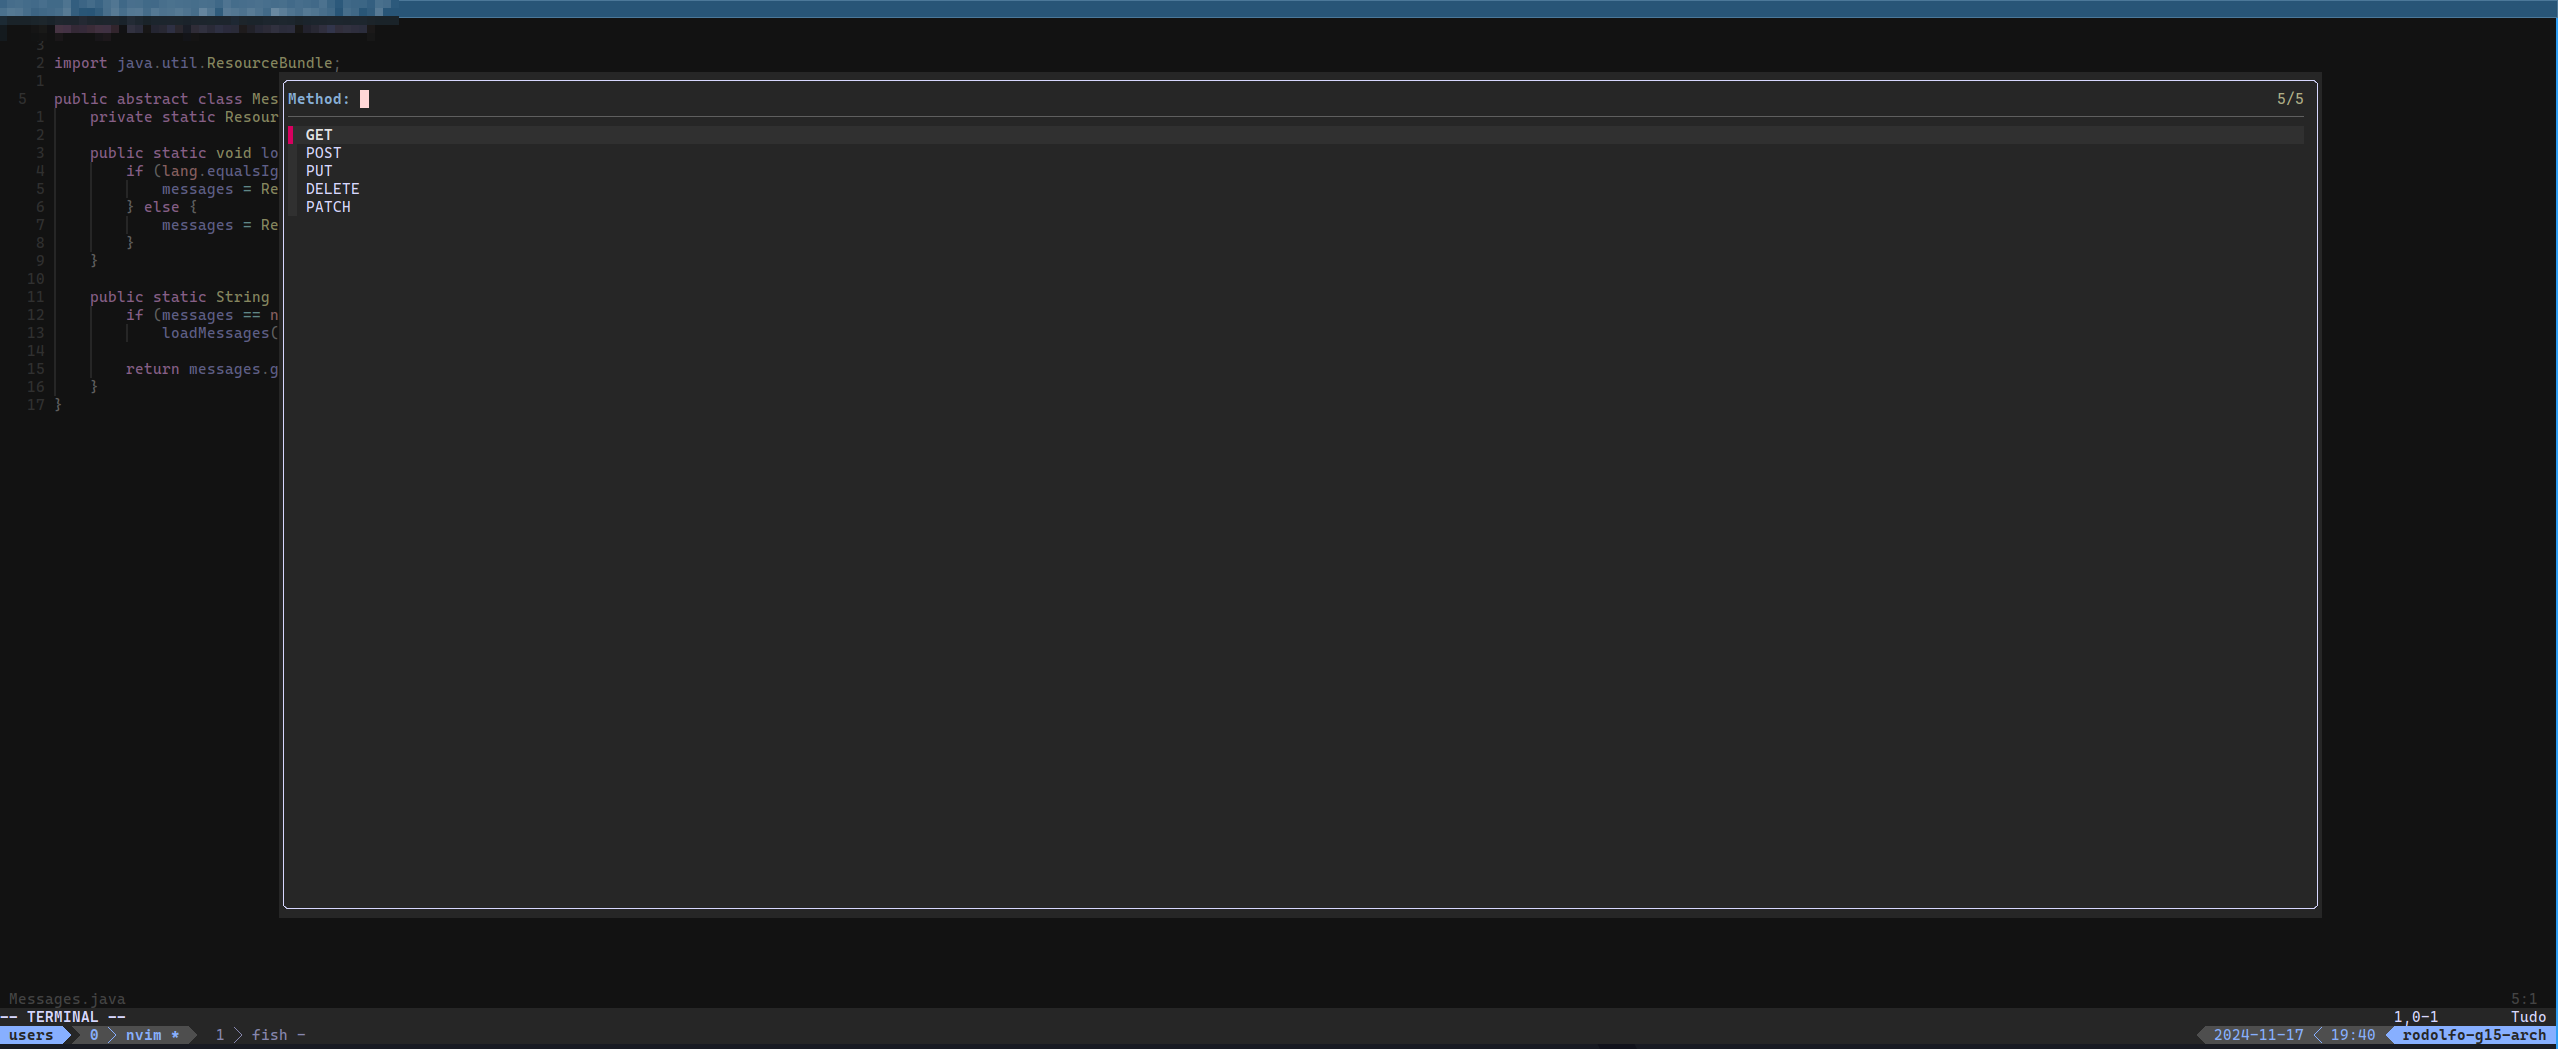 3
2 import java.util.ResourceBundle;
1
5 public abstract class Mes
1 private static Resour
2
3 public static void lo
4 if (lang.equalsIg
5 messages = Re
6 } else {
7 messages = Re
8 }
9 }
10
11 public static String
12 if (messages == n
13 loadMessages(
14
15 return messages.g
16 }
17 }
Method: 5/5
GET
POST
PUT
DELETE
PATCH
Messages.java 5:1
-- TERMINAL -- 1,0-1 Tudo
users 0 nvim * 1 fish - 2024-11-17 19:40 rodolfo-g15-arch